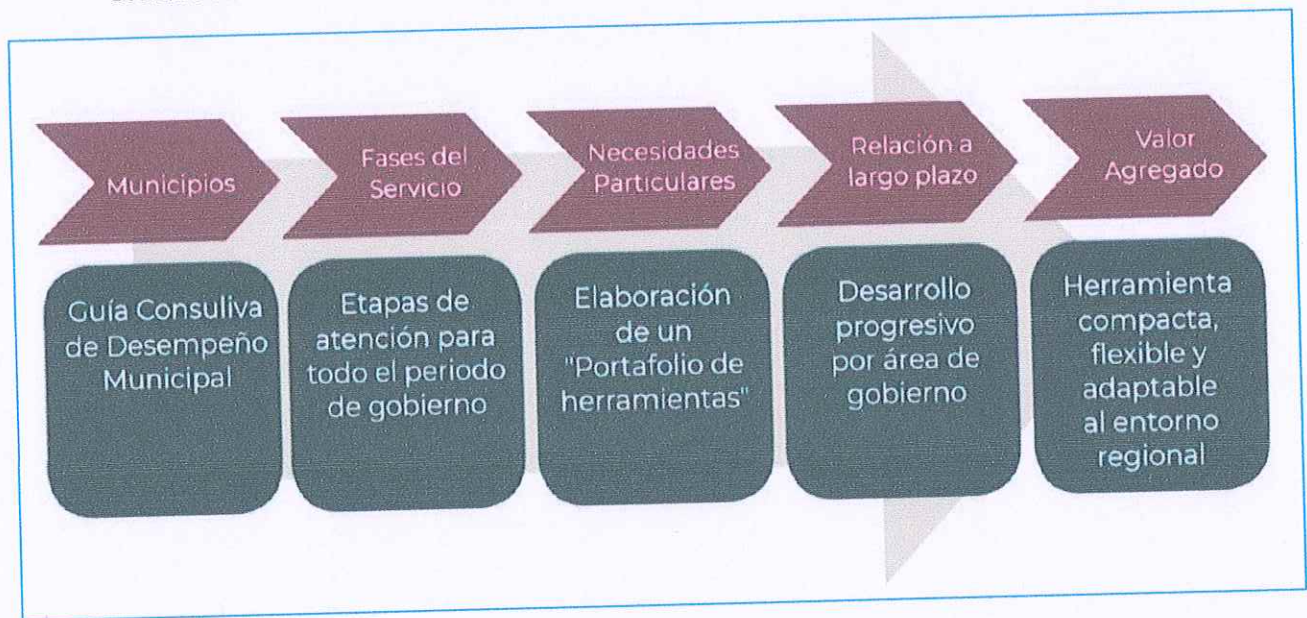 Municipios
Fases del
Servicio
Necesidades
Particulares
Relación a
largo plazo
Valor
Agregado
Guía Consuliva
de Desempeño
Municipal
Etapas de
atención para
todo el periodo
de gobierno
Elaboración
de un
"Portafolio de
herramientas"
Desarrollo
progresivo
por área de
gobierno
Herramienta
compacta,
flexible y
adaptable
al entorno
regional